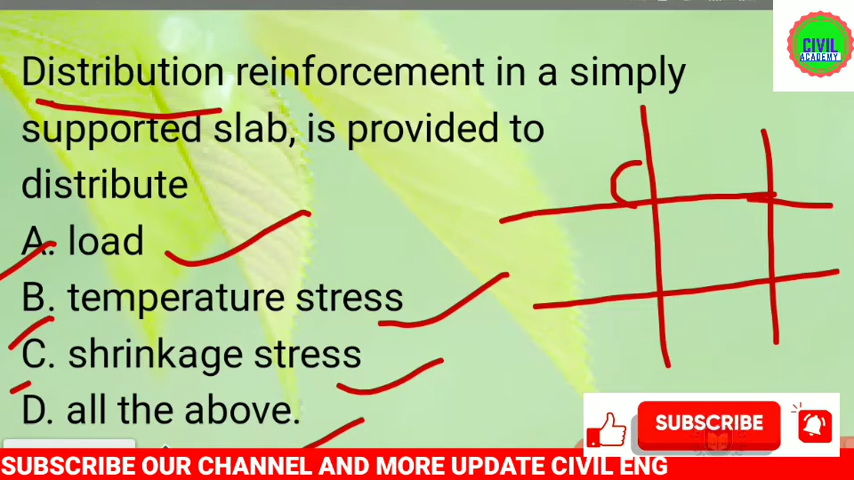 CIVIL
ACADEMY
Distribution reinforcement in a simply
supported slab, is provided to
distribute
A. load
B. temperature stress
C. shrinkage stress
D. all the above.
SUBSCRIBE
SUBSCRIBE OUR CHANNEL AND MORE UPDATE CIVIL ENG